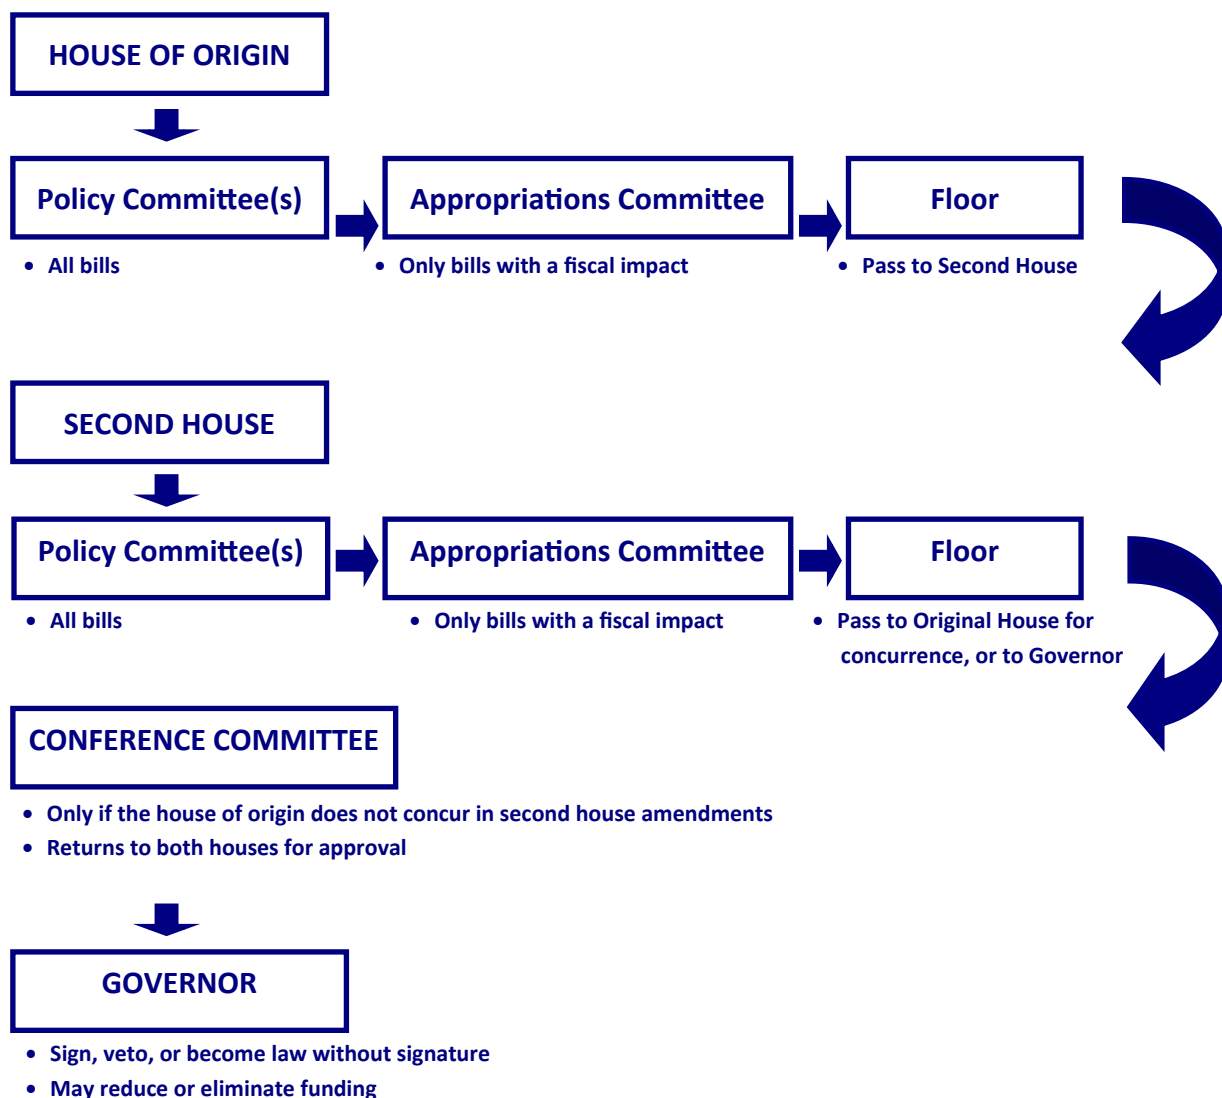 HOUSE OF ORIGIN
Policy Committee(s)
Appropriations Committee
Floor
• All bills
• Only bills with a fiscal impact
• Pass to Second House
SECOND HOUSE
Policy Committee(s)
Appropriations Committee
Floor
• All bills
• Only bills with a fiscal impact
• Pass to Original House for
concurrence, or to Governor
CONFERENCE COMMITTEE
• Only if the house of origin does not concur in second house amendments
• Returns to both houses for approval
GOVERNOR
• Sign, veto, or become law without signature
• May reduce or eliminate funding